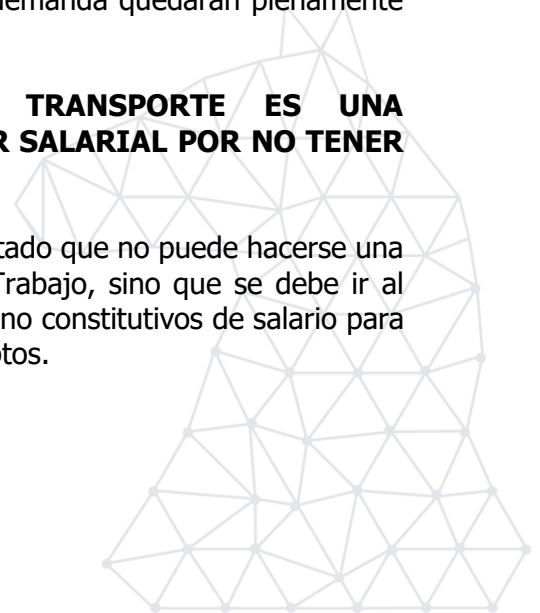 demanda quedarán plenamente
TRANSPORTE ES UNA
SALARIAL POR NO TENER
tado que no puede hacerse una
Trabajo, sino que se debe ir al
no constitutivos de salario para
tos.